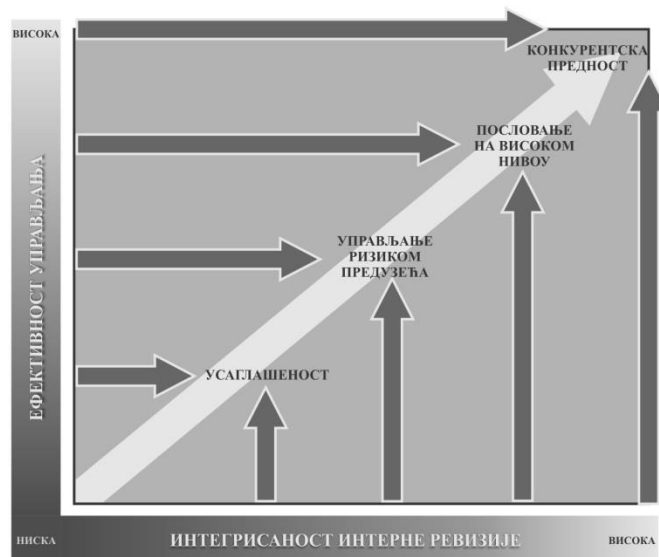 ВИСОКА
КОНКУРЕНТСКА
ПРЕДНОСТ
ПОСЛОВАЊЕ
НА ВИСОКОМ
НИВОУ
УПРАВЉАЊЕ
РИЗИКОМ
ПРЕДУЗЕЋА
УСАГЛАШЕНОСТ
ЕФЕКТИВНОСТ УПРАВЉАЊА
НИСКА
ИНТЕГРИСАНОСТ ИНТЕРНЕ РЕВИЗИЈЕ
ВИСОКА